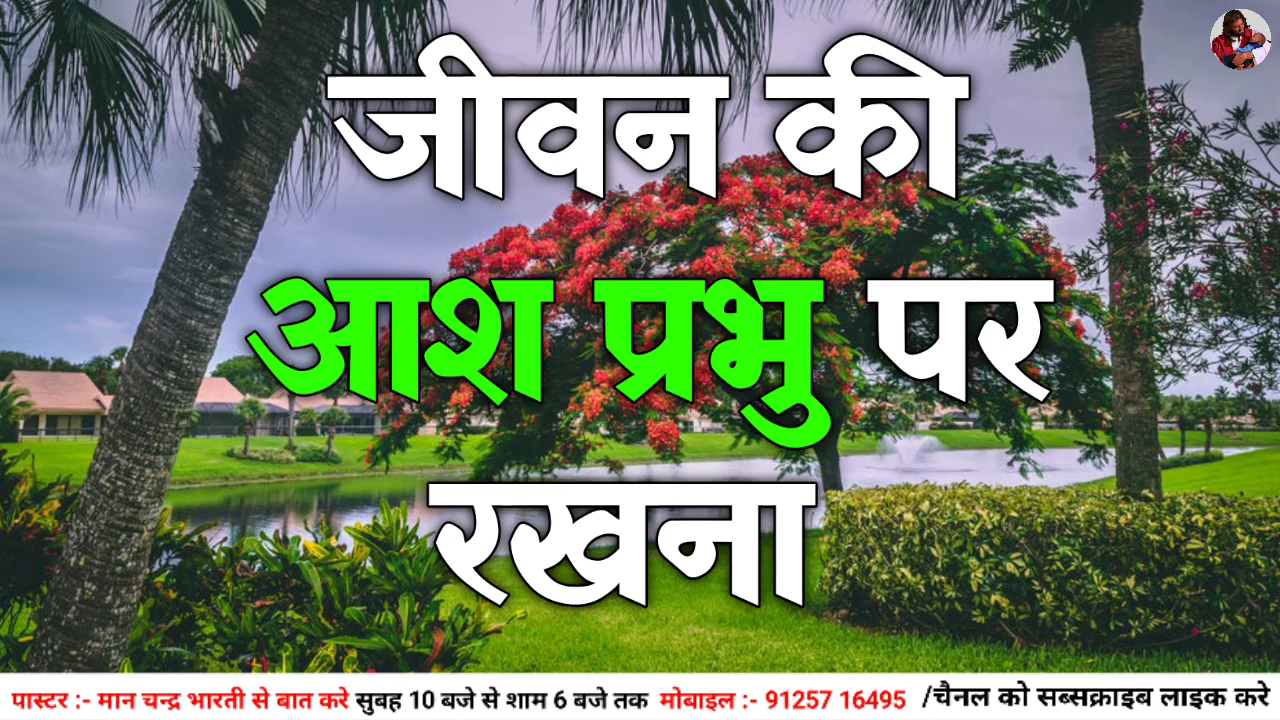 जीवन की
आश प्रभु पर
रखना
पास्टर :- मान चन्द्र भारती से बात करे सुबह 10 बजे से शाम 6 बजे तक मोबाइल :- 91257 16495 /चैनल को सब्सक्राइब लाइक करे